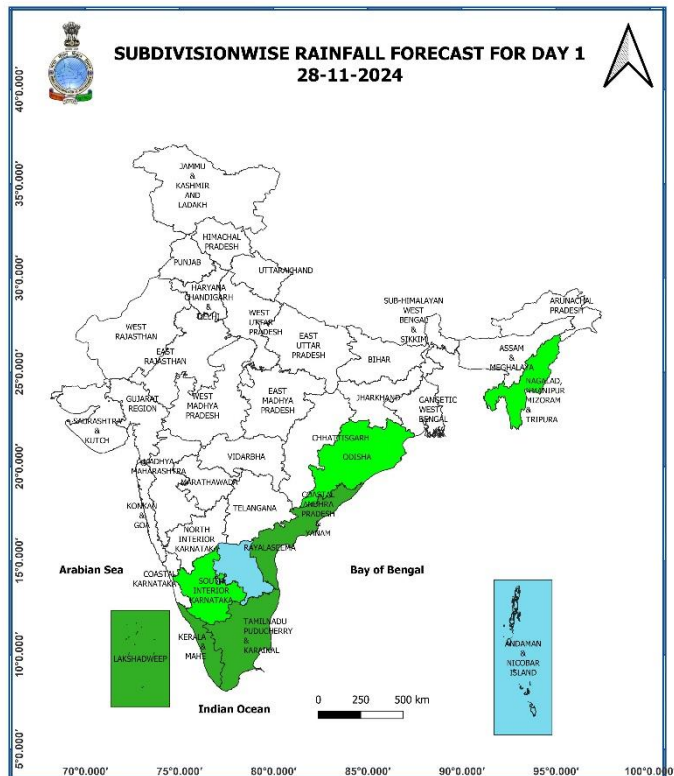 SUBDIVISIONWISE RAINFALL FORECAST FOR DAY 1
28-11-2024
40°0.000'
35°0.000'
30°0.000'
25°0.000'
20°0.000'
15°0.000'
10°0.000'
5°0.000'
JAMMU
&
KASHMIR
AND
LADAKH
HIMACHAL
PRADESH
PUNJAB
UTTARAKHAND
HARYANA
CHANDIGARH
&
DELHI
WEST
UTTAR
PRADESH
EAST
UTTAR
PRADESH
WEST
RAJASTHAN
EAST
RAJASTHAN
SUB-HIMALAYAN
WEST
BENGAL
&
SIKKIM
ARUNACHAL
PRADESH
ASSAM
&
MEGHALAYA
NAGALAD,
MANIPUR
MIZORAM
&
TRIPURA
BIHAR
JHARKHAND
GANGETIC
WEST
BENGAL
SAURASHTRA
&
KUTCH
GUJARAT
REGION
WEST
MADHYA
PRADESH
EAST
MADHYA
PRADESH
CHHATTISGARH
ODISHA
VIDARBHA
MADHYA
MAHARASHTRA
MARATHAWADA
KONKAN
&
GOA
TELANGANA
COASTAL
ANDHRA
PRADESH
&
YANAM
NORTH
INTERIOR
KARNATAKA
RAYALASEEMA
COASTAL
KARNATAKA
SOUTH
INTERIOR
KARNATAKA
Arabian Sea
Bay of Bengal
LAKSHADWEEP
KERALA
&
MAHE
TAMILNADU
PUDUCHERRY
&
KARAIKAL
ANDAMAN
&
NICOBAR
ISLAND
Indian Ocean
0 250 500 km
70°0.000' 75°0.000' 80°0.000' 85°0.000' 90°0.000' 95°0.000' 100°0.000'